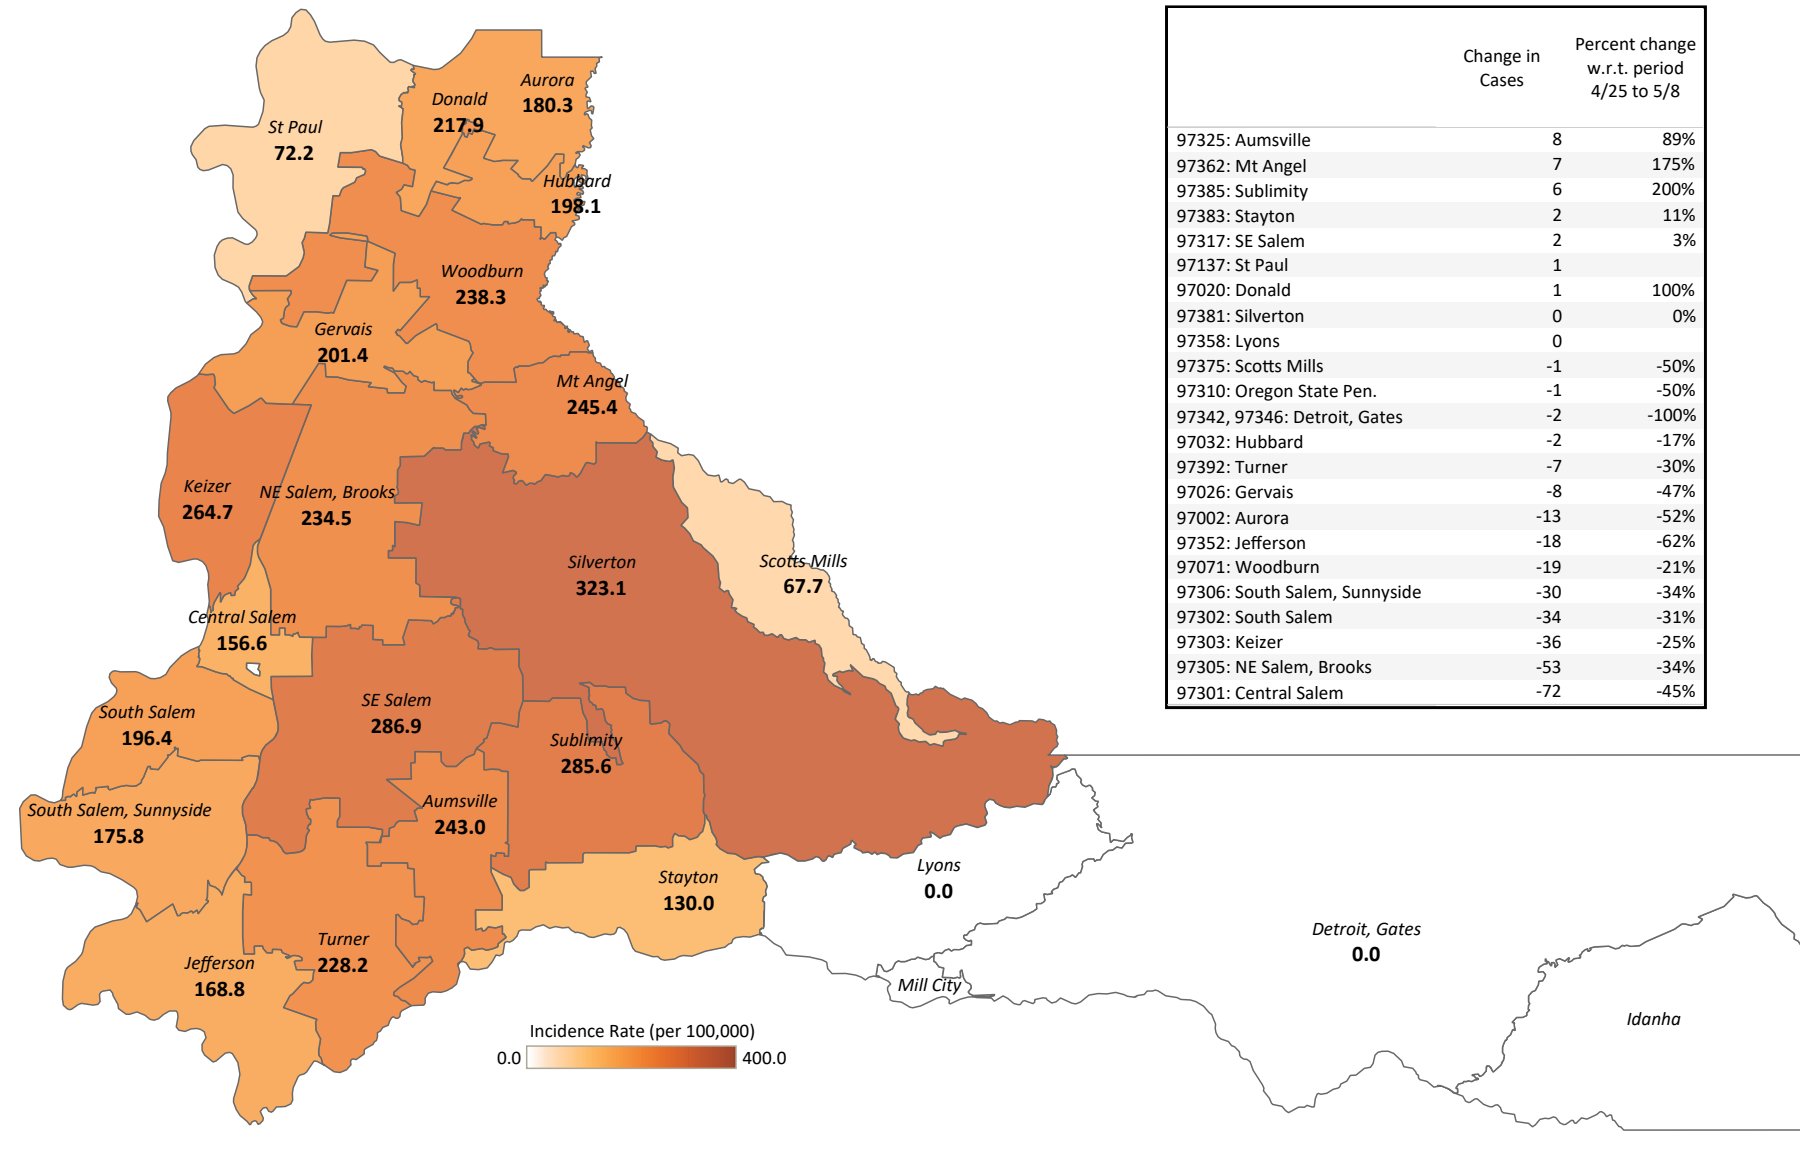 Change in
Cases
Percent change
w.r.t. period
4/25 to 5/8
97325: Aumsville 8 89%
97362: Mt Angel 7 175%
97385: Sublimity 6 200%
97383: Stayton 2 11%
97317: SE Salem 2 3%
97137: St Paul 1
97020: Donald 1 100%
97381: Silverton 0 0%
97358: Lyons 0
97375: Scotts Mills -1 -50%
97310: Oregon State Pen. -1 -50%
97342, 97346: Detroit, Gates -2 -100%
97032: Hubbard -2 -17%
97392: Turner -7 -30%
97026: Gervais -8 -47%
97002: Aurora -13 -52%
97352: Jefferson -18 -62%
97071: Woodburn -19 -21%
97306: South Salem, Sunnyside -30 -34%
97302: South Salem -34 -31%
97303: Keizer -36 -25%
97305: NE Salem, Brooks -53 -34%
97301: Central Salem -72 -45%
Aurora
180.3
Donald
217.9
St Paul
72.2
Hubbard
198.1
Woodburn
238.3
Gervais
201.4
Mt Angel
245.4
Keizer
264.7
NE Salem, Brooks
234.5
Silverton
323.1
Scotts Mills
67.7
Central Salem
156.6
SE Salem
286.9
South Salem
196.4
Sublimity
285.6
Aumsville
243.0
South Salem, Sunnyside
175.8
Stayton
130.0
Lyons
0.0
Detroit, Gates
0.0
Turner
228.2
Jefferson
168.8
Mill City
Idanha
Incidence Rate (per 100,000)
0.0 400.0